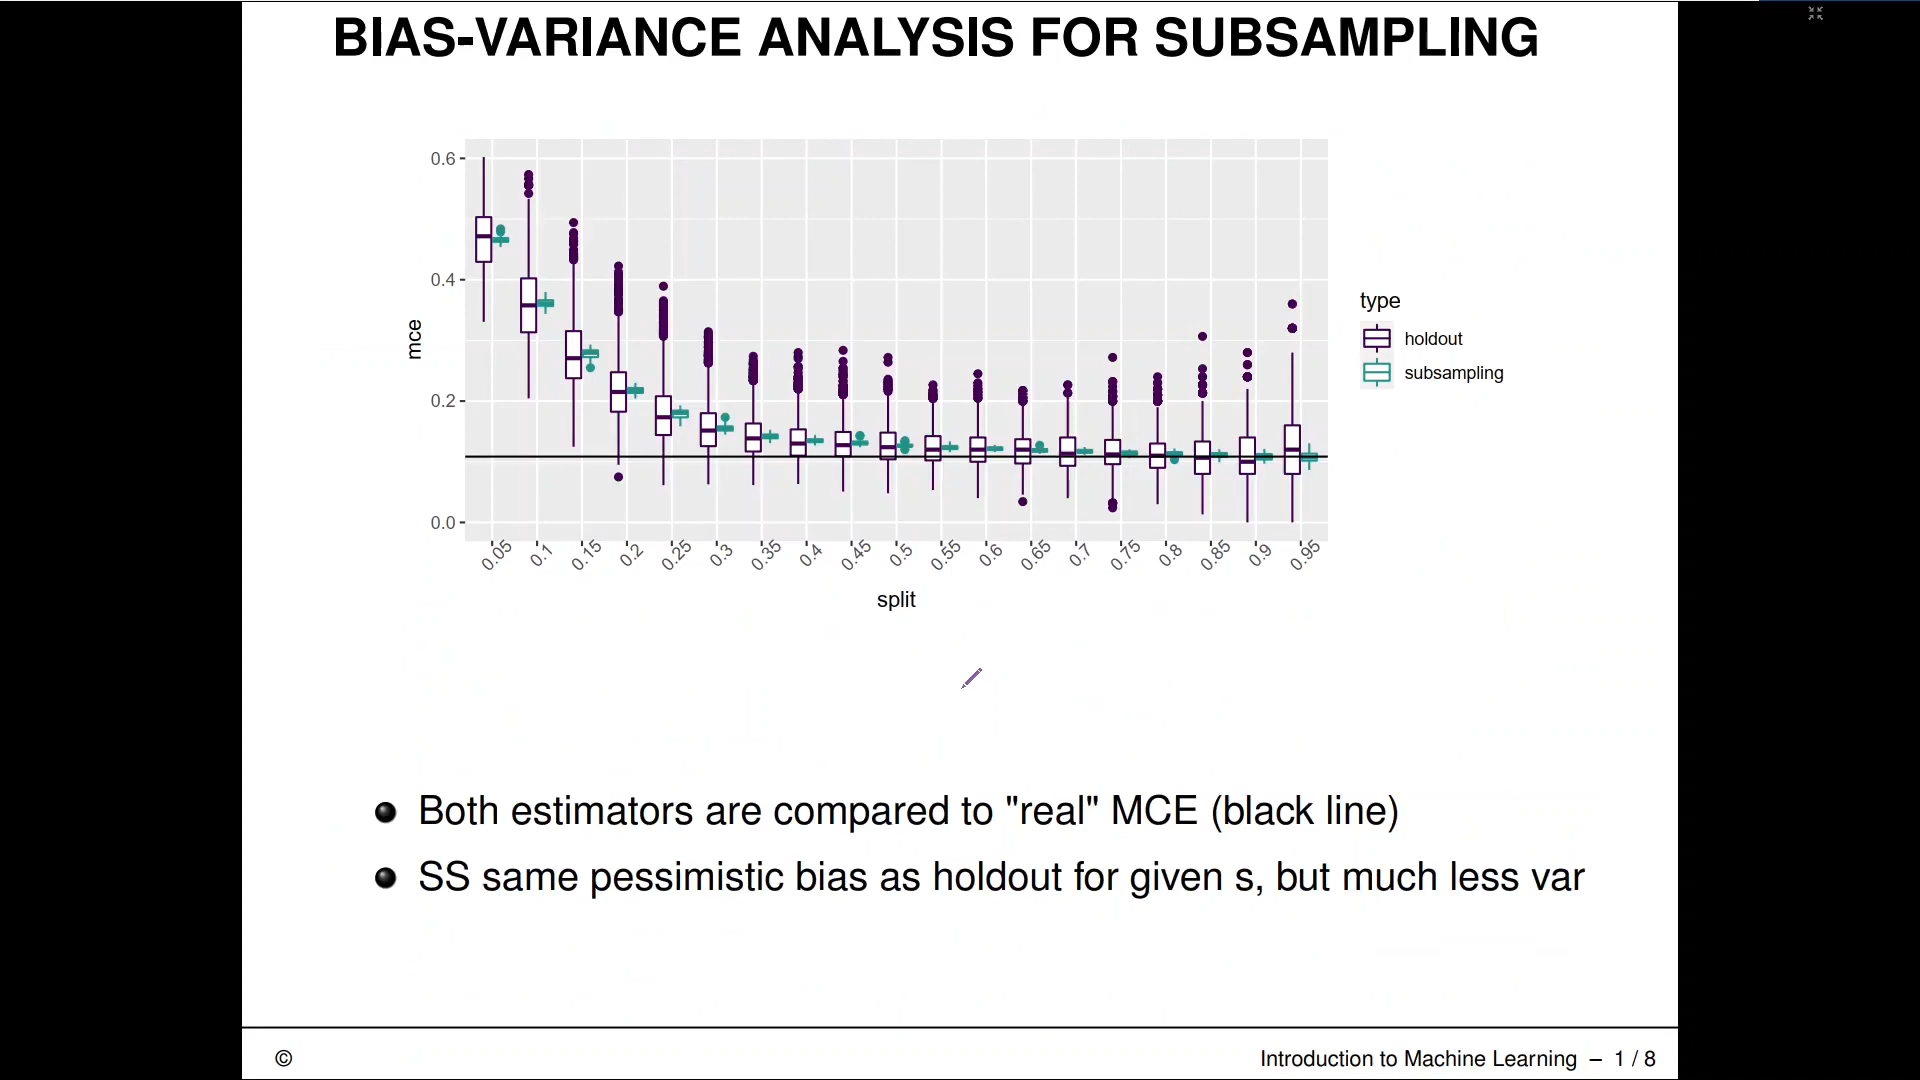 BIAS-VARIANCE ANALYSIS FOR SUBSAMPLING
0.6
0.4
0.2
0.0
mce
0.05 0.1 0.15 0.2 0.25 0.3 0.35 0.4 0.45 0.5 0.55 0.6 0.65 0.7 0.75 0.8 0.85 0.9 0.95
split
type
holdout
subsampling
Both estimators are compared to "real" MCE (black line)
SS same pessimistic bias as holdout for given s, but much less var
© Introduction to Machine Learning – 1 / 8